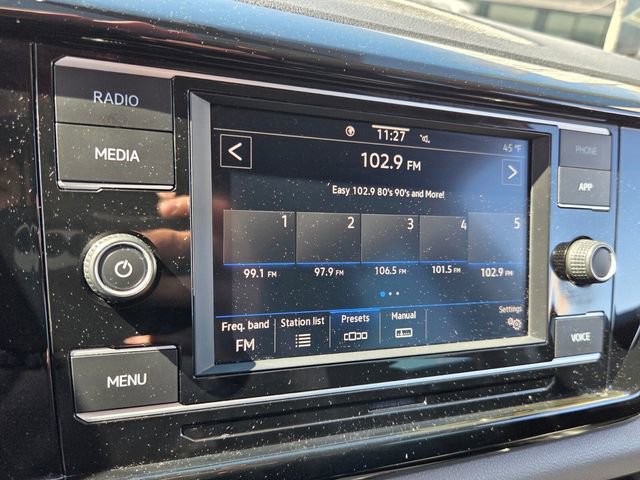 RADIO
MEDIA
MENU
11:27
45 °F
<
102.9 FM
>
Easy 102.9 80's 90's and More!
1 2 3 4 5
99.1 FM 97.9 FM 106.5 FM 101.5 FM 102.9 FM
Freq. band Station list Presets Manual Settings
FM
PHONE
APP
VOICE